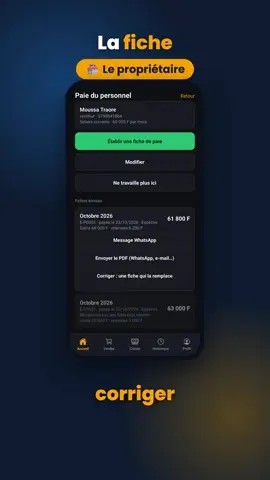 La fiche
Le propriétaire
Paie du personnel
Retour
Moussa Traore
Établir une fiche de paie
Modifier
Ne travaille plus ici
Octobre 2026
61 800 F
Message WhatsApp
Envoyer le PDF (WhatsApp, e-mail...)
Corriger : une fiche qui la remplace
Octobre 2026
63 000 F
Accueil
Profil
corriger